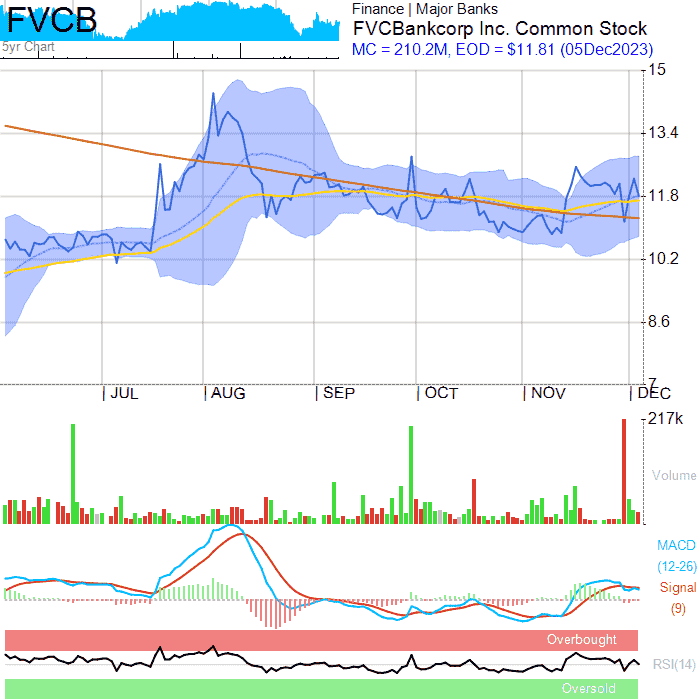 FVCB
5yr Chart
Finance | Major Banks
FVCBankcorp Inc. Common Stock
MC = 210.2M, EOD = $11.81 (05Dec2023)
15
13.4
11.8
10.2
8.6
7
JUL AUG SEP OCT NOV DEC
217k
Volume
MACD
(12-26)
Signal
(9)
Overbought
RSI(14)
Oversold